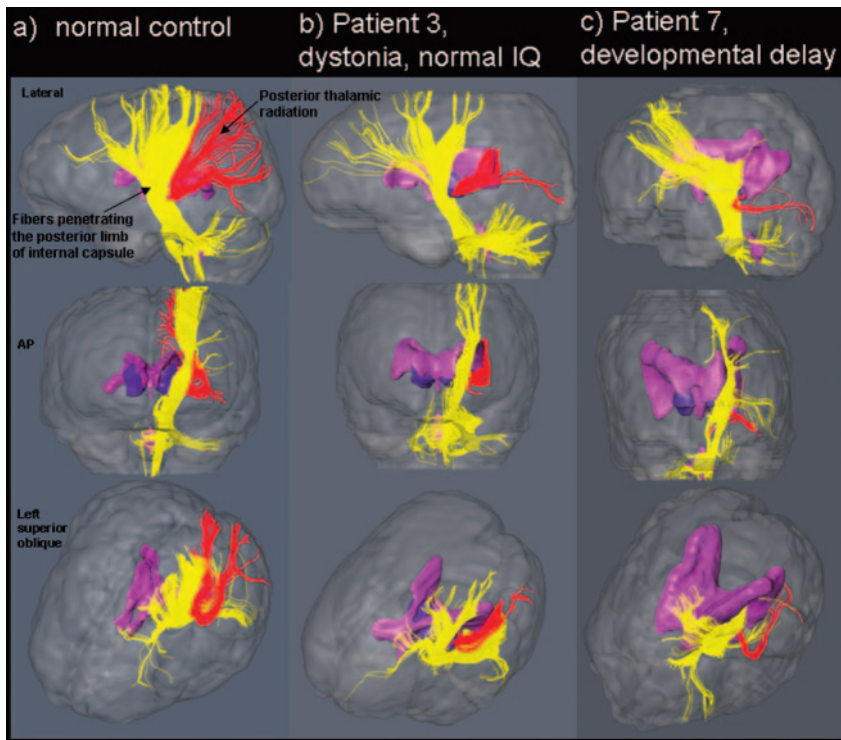 a) normal control
b) Patient 3,
dystonia, normal IQ
c) Patient 7,
developmental delay
Lateral
Posterior thalamic
radiation
Fibers penetrating
the posterior limb
of internal capsule
AP
Left
superior
oblique